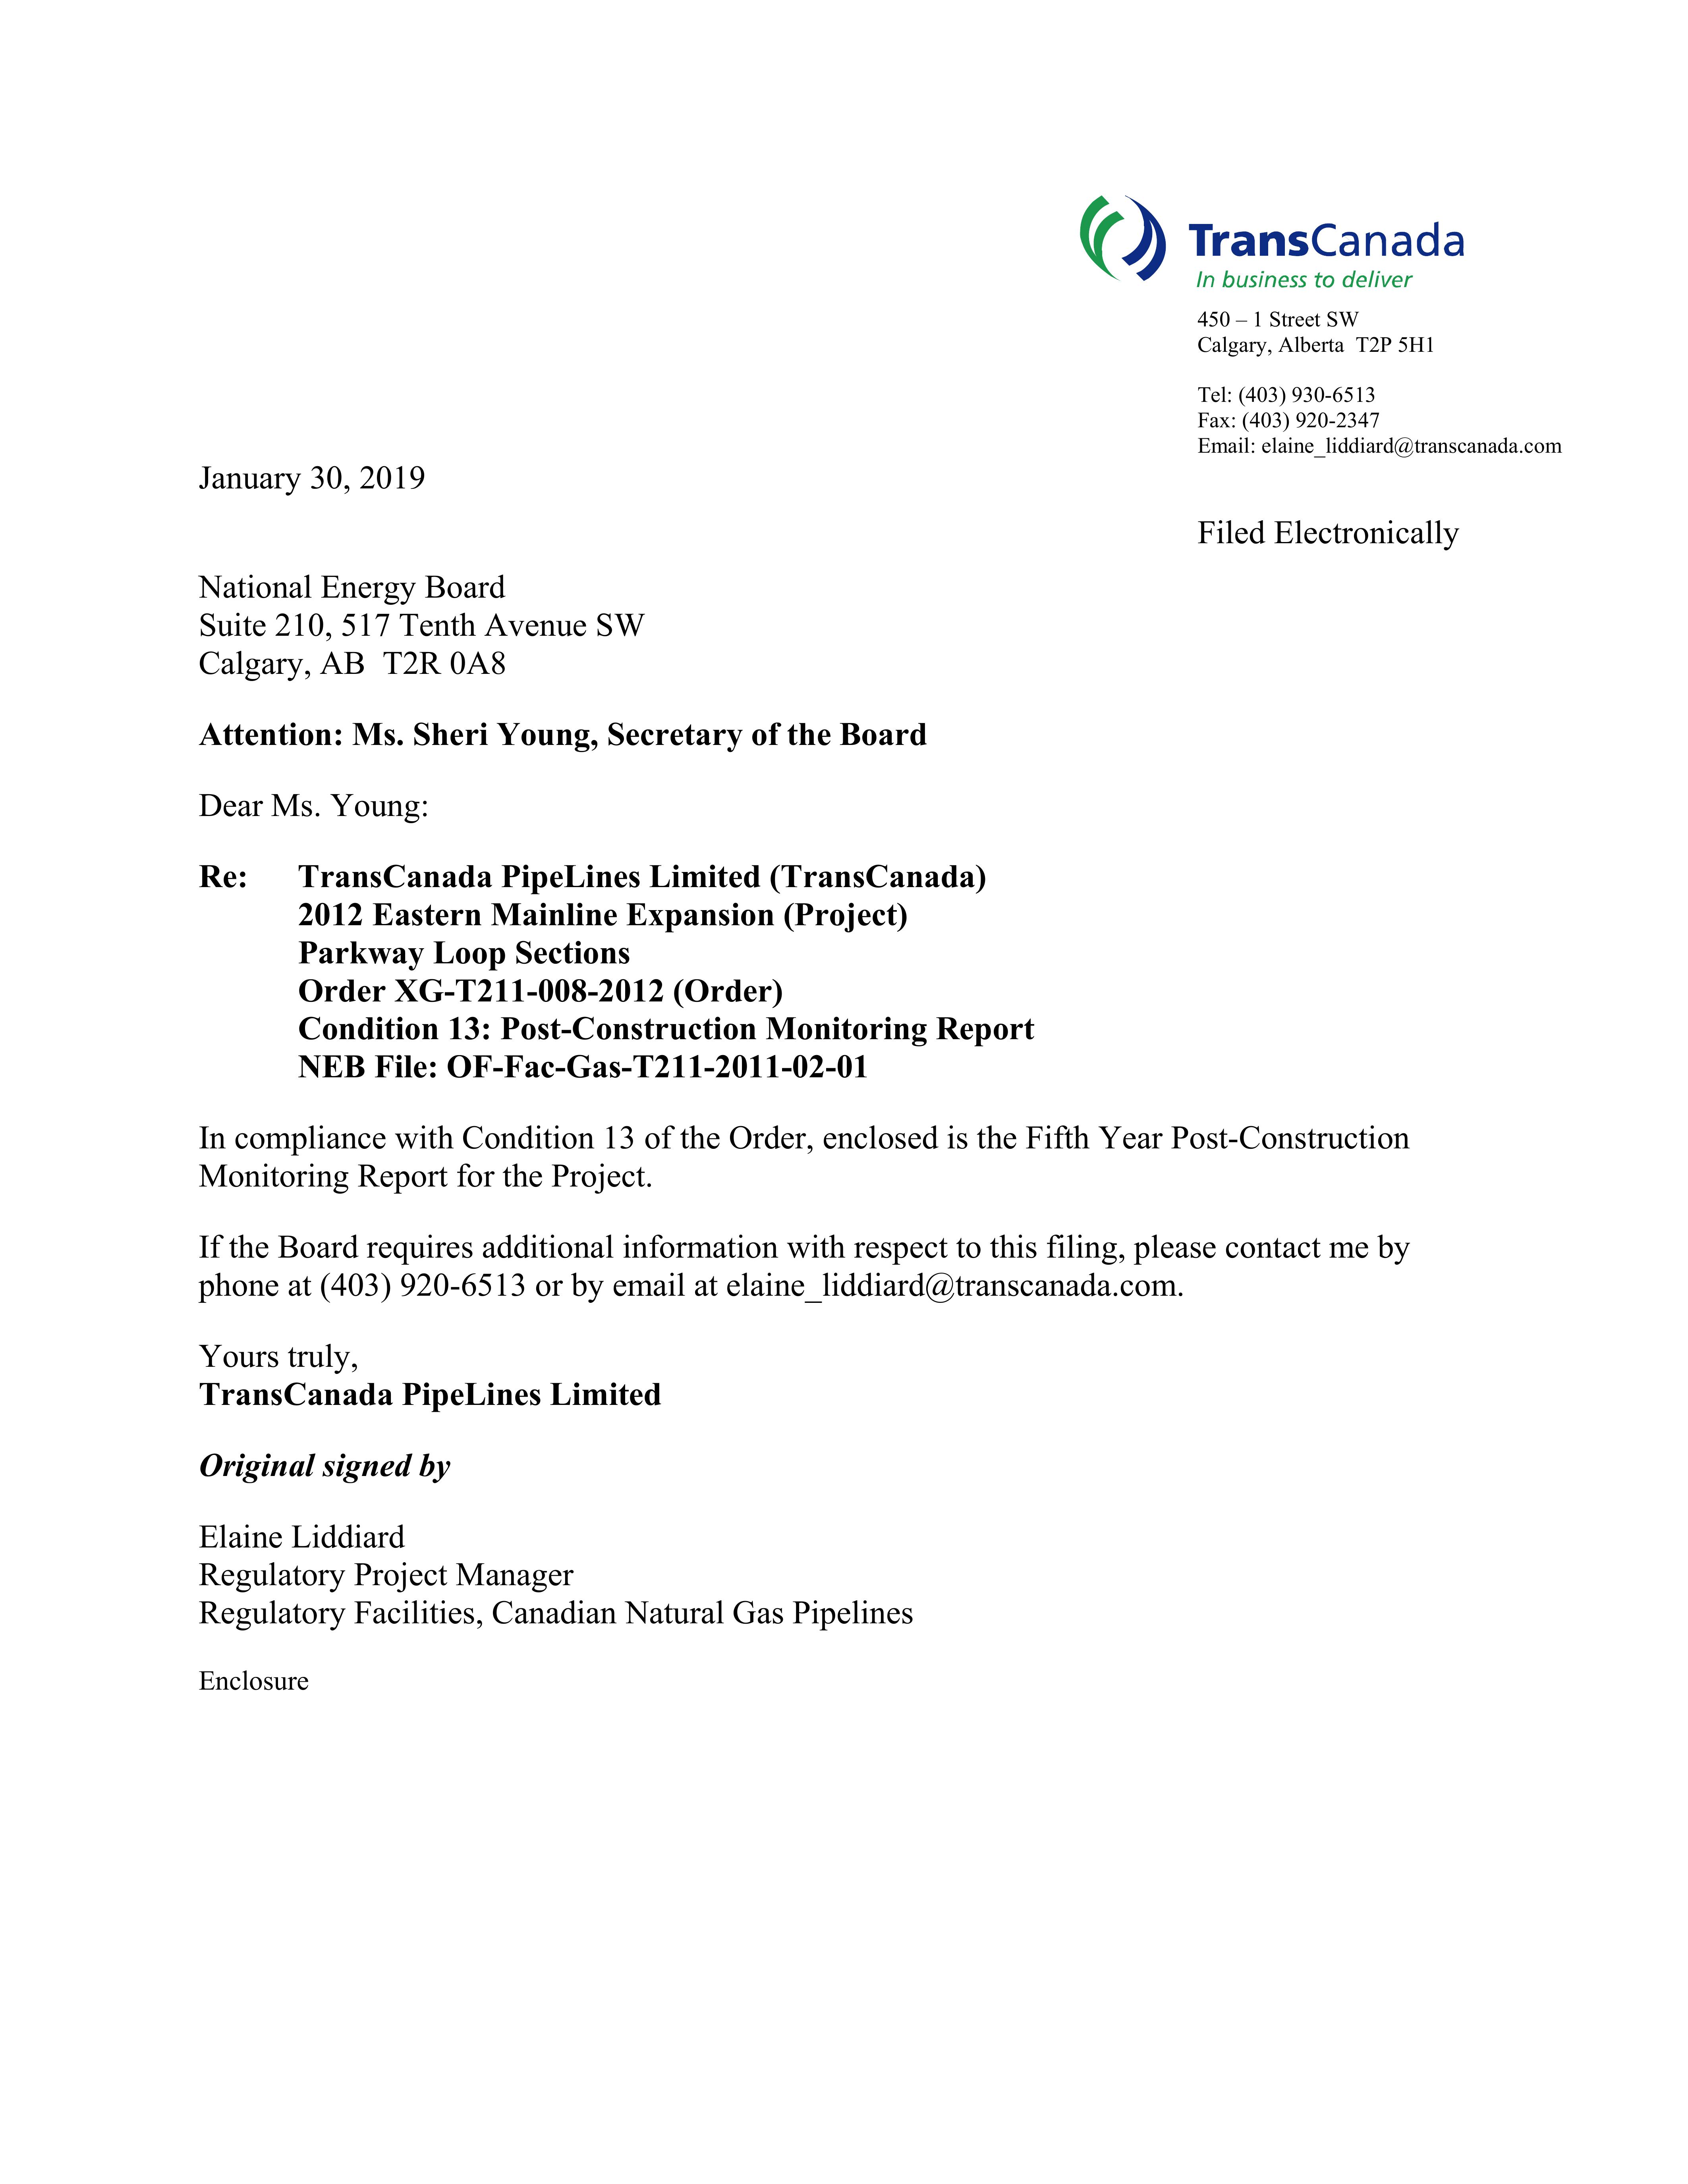 TransCanada
In business to deliver
450 – 1 Street SW
Calgary, Alberta  T2P 5H1
Tel: (403) 930-6513
Fax: (403) 920-2347
Email: elaine_liddiard@transcanada.com
January 30, 2019
Filed Electronically
National Energy Board
Suite 210, 517 Tenth Avenue SW
Calgary, AB  T2R 0A8
Attention: Ms. Sheri Young, Secretary of the Board
Dear Ms. Young:
Re: TransCanada PipeLines Limited (TransCanada)
2012 Eastern Mainline Expansion (Project)
Parkway Loop Sections
Order XG-T211-008-2012 (Order)
Condition 13: Post-Construction Monitoring Report
NEB File: OF-Fac-Gas-T211-2011-02-01
In compliance with Condition 13 of the Order, enclosed is the Fifth Year Post-Construction
Monitoring Report for the Project.
If the Board requires additional information with respect to this filing, please contact me by
phone at (403) 920-6513 or by email at elaine_liddiard@transcanada.com.
Yours truly,
TransCanada PipeLines Limited
Original signed by
Elaine Liddiard
Regulatory Project Manager
Regulatory Facilities, Canadian Natural Gas Pipelines
Enclosure